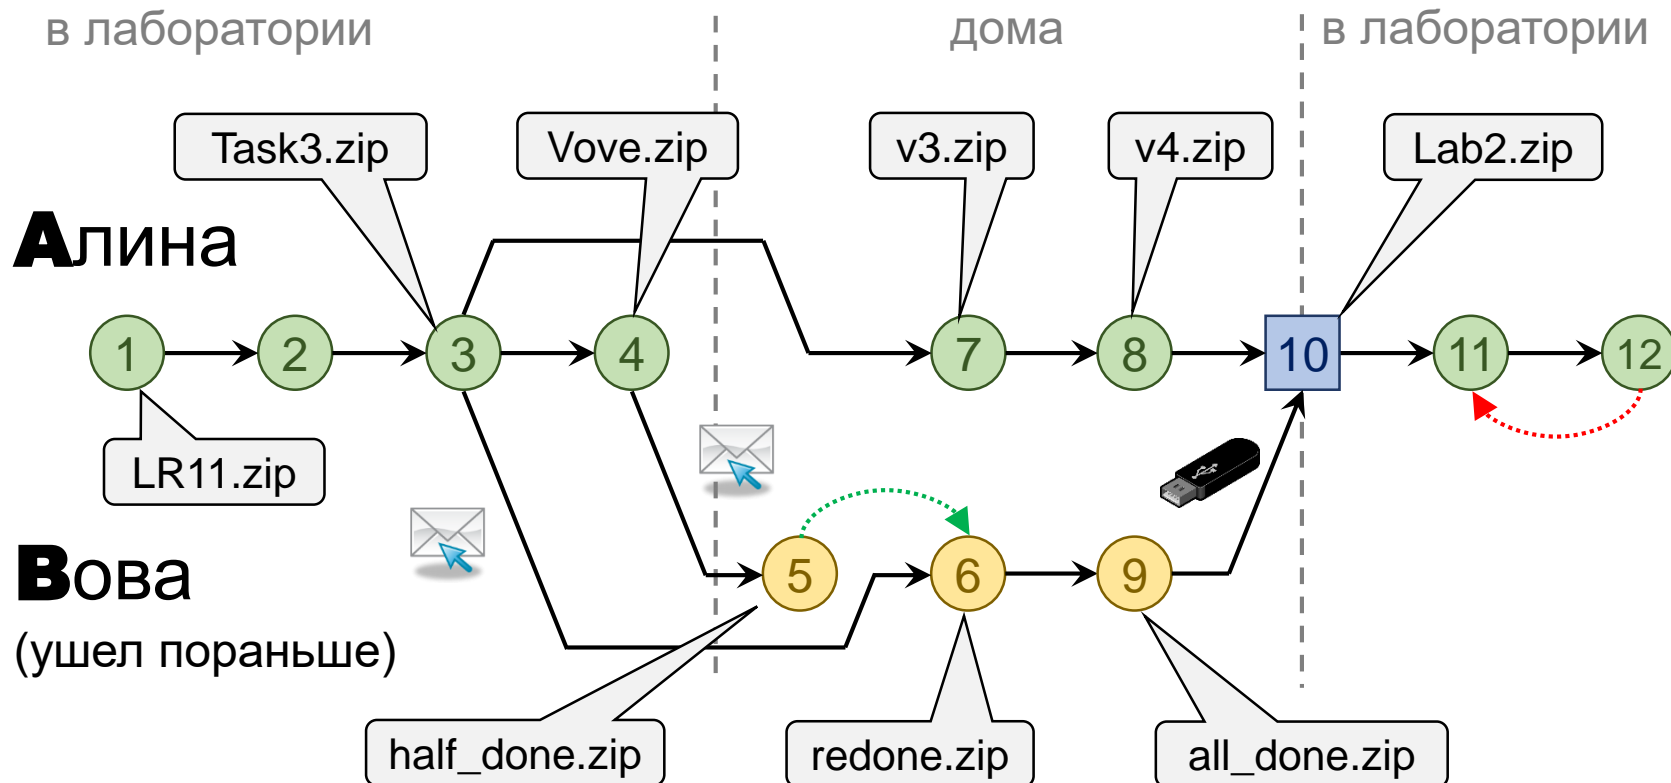 в лаборатории
дома
в лаборатории
Task3.zip
Vove.zip
v3.zip
v4.zip
Lab2.zip
Алина
1
2
3
4
7
8
10
11
12
LR11.zip
Вова
(ушел пораньше)
5
6
9
half_done.zip
redone.zip
all_done.zip